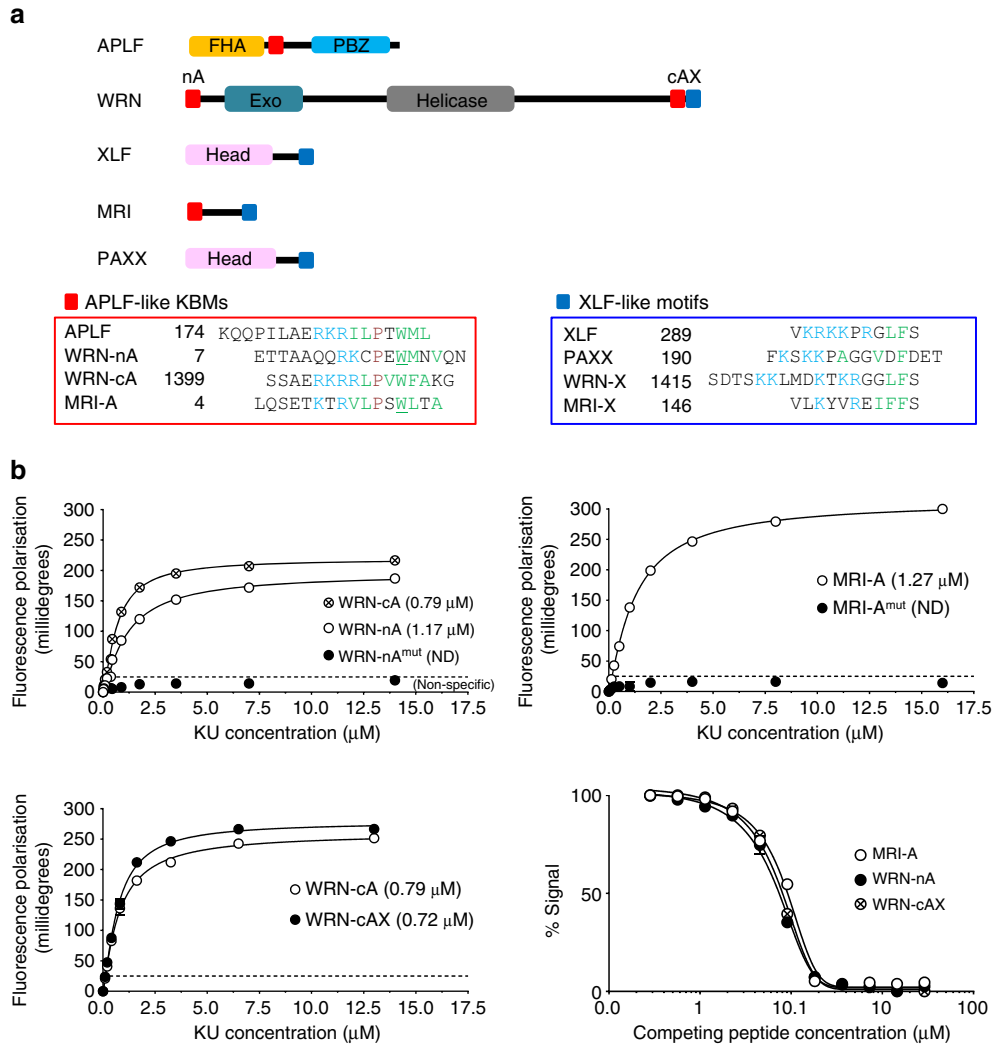 a
APLF FHA PBZ
nA cAX
WRN Exo Helicase
XLF Head
MRI
PAXX Head
APLF-like KBMs
APLF 174 KQQPILAERKRILPTWML
WRN-nA 7 ETTAAQQRKCPEWMNVQN
WRN-cA 1399 SSAERKRRLPVWFAKG
MRI-A 4 LQSETKTRVLPSWLTA
XLF-like motifs
XLF 289 VKRKKPRGLFS
PAXX 190 FKSKKPAGGVDFDET
WRN-X 1415 SDTSKKLMDKTKRGGLFS
MRI-X 146 VLKYVREIFFS
b
Fluorescence polarisation
(millidegrees)
300
250
200
150
100
50
0
WRN-cA (0.79 μM)
WRN-nA (1.17 μM)
WRN-nAmut (ND)
(Non-specific)
0.0 2.5 5.0 7.5 10.0 12.5 15.0 17.5
KU concentration (μM)
Fluorescence polarisation
(millidegrees)
300
250
200
150
100
50
0
MRI-A (1.27 μM)
MRI-Amut (ND)
0.0 2.5 5.0 7.5 10.0 12.5 15.0 17.5
KU concentration (μM)
Fluorescence polarisation
(millidegrees)
300
250
200
150
100
50
0
WRN-cA (0.79 μM)
WRN-cAX (0.72 μM)
0.0 2.5 5.0 7.5 10.0 12.5 15.0 17.5
KU concentration (μM)
% Signal
100
50
0
MRI-A
WRN-nA
WRN-cAX
0.0 1 10.1 10 100
Competing peptide concentration (μM)